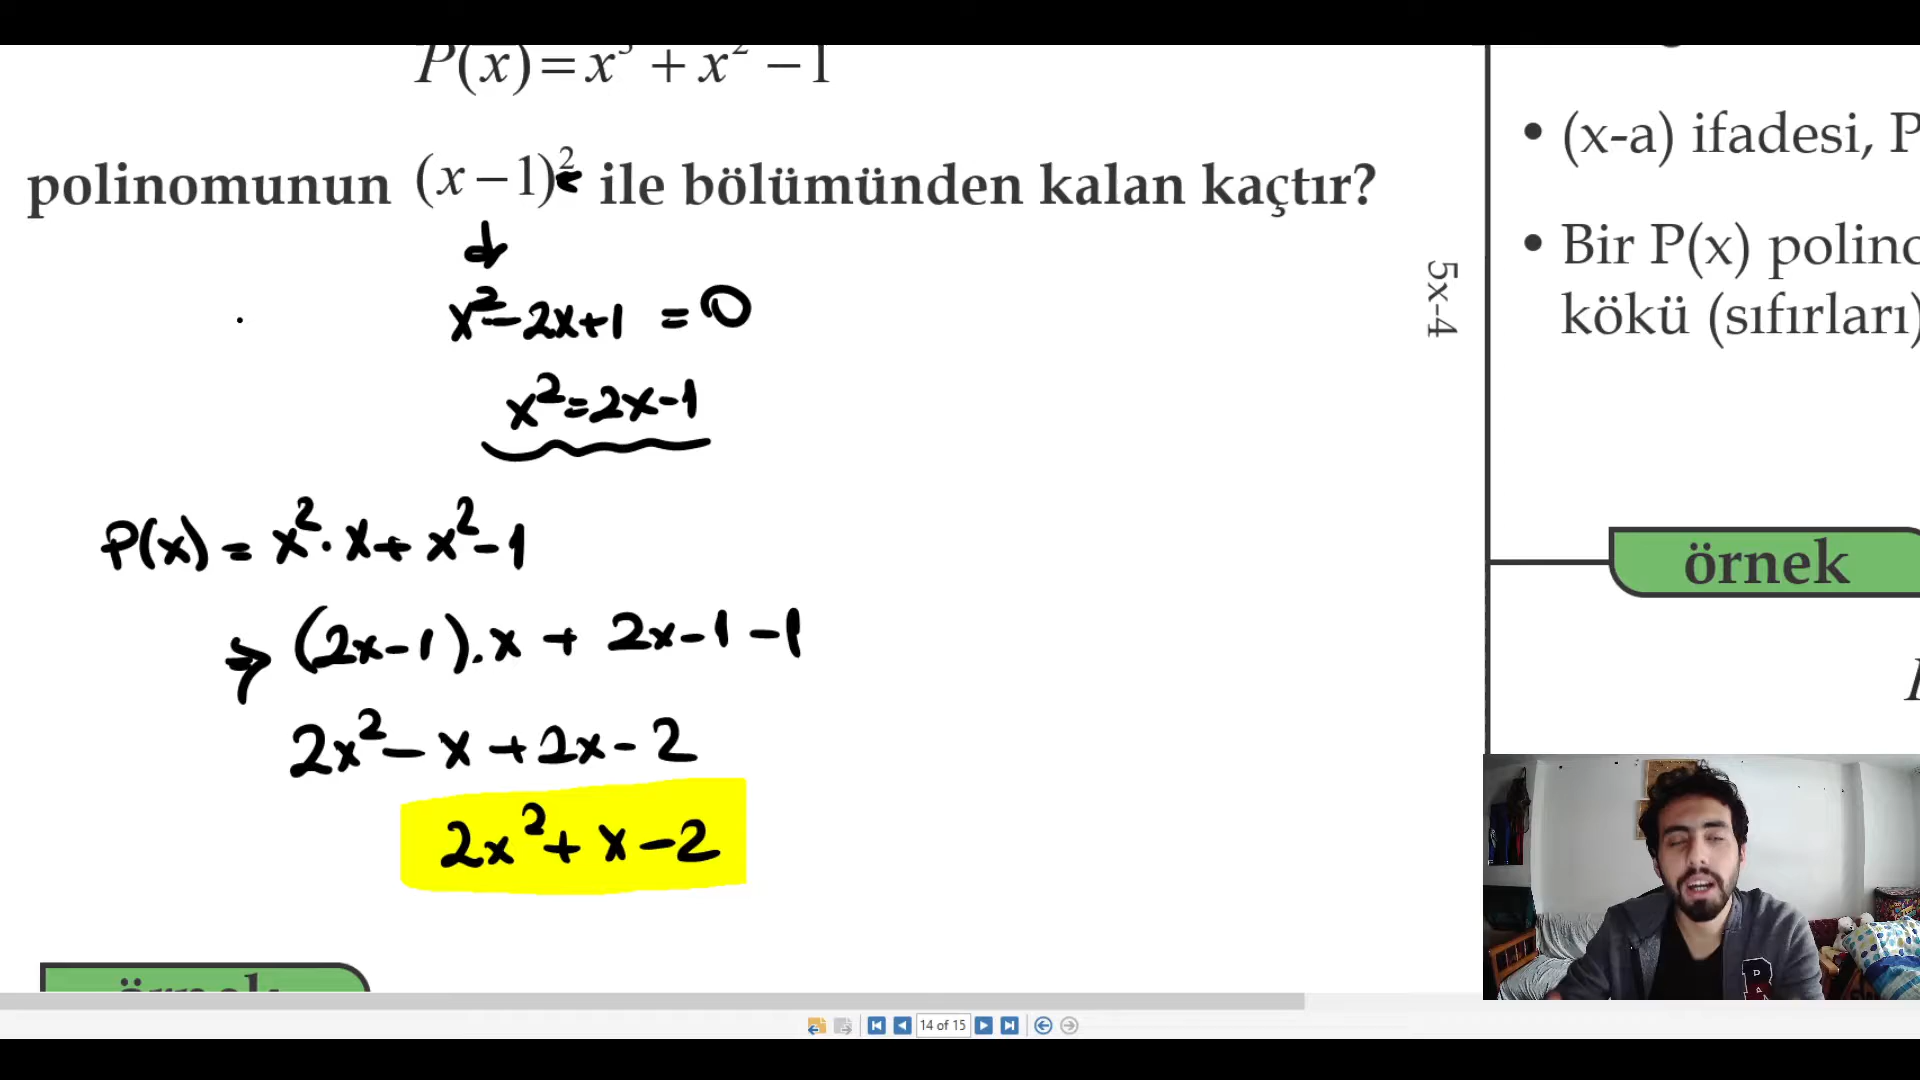 P(x) = x³ + x² − 1
polinomunun (x−1)² ile bölümünden kalan kaçtır?
x²−2x+1 = 0
x²=2x−1
P(x) = x²·x+x²−1
(2x−1).x + 2x−1−1
2x²−x+2x−2
2x²+x−2
örnek
5x-4
• (x-a) ifadesi, P
• Bir P(x) polino
kökü (sıfırları)
örnek
14 of 15